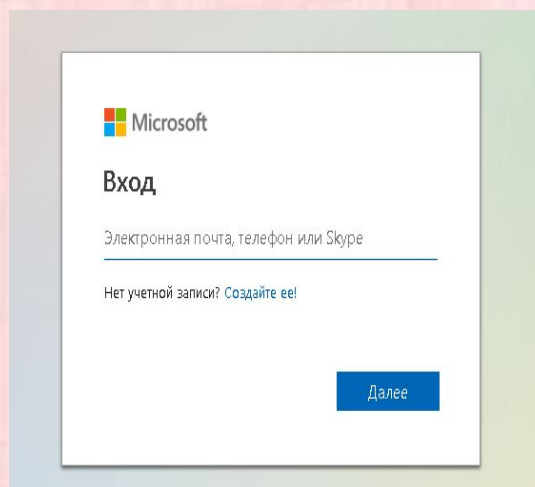 Microsoft
Вход
Электронная почта, телефон или Skype
Нет учетной записи? Создайте ее!
Далее